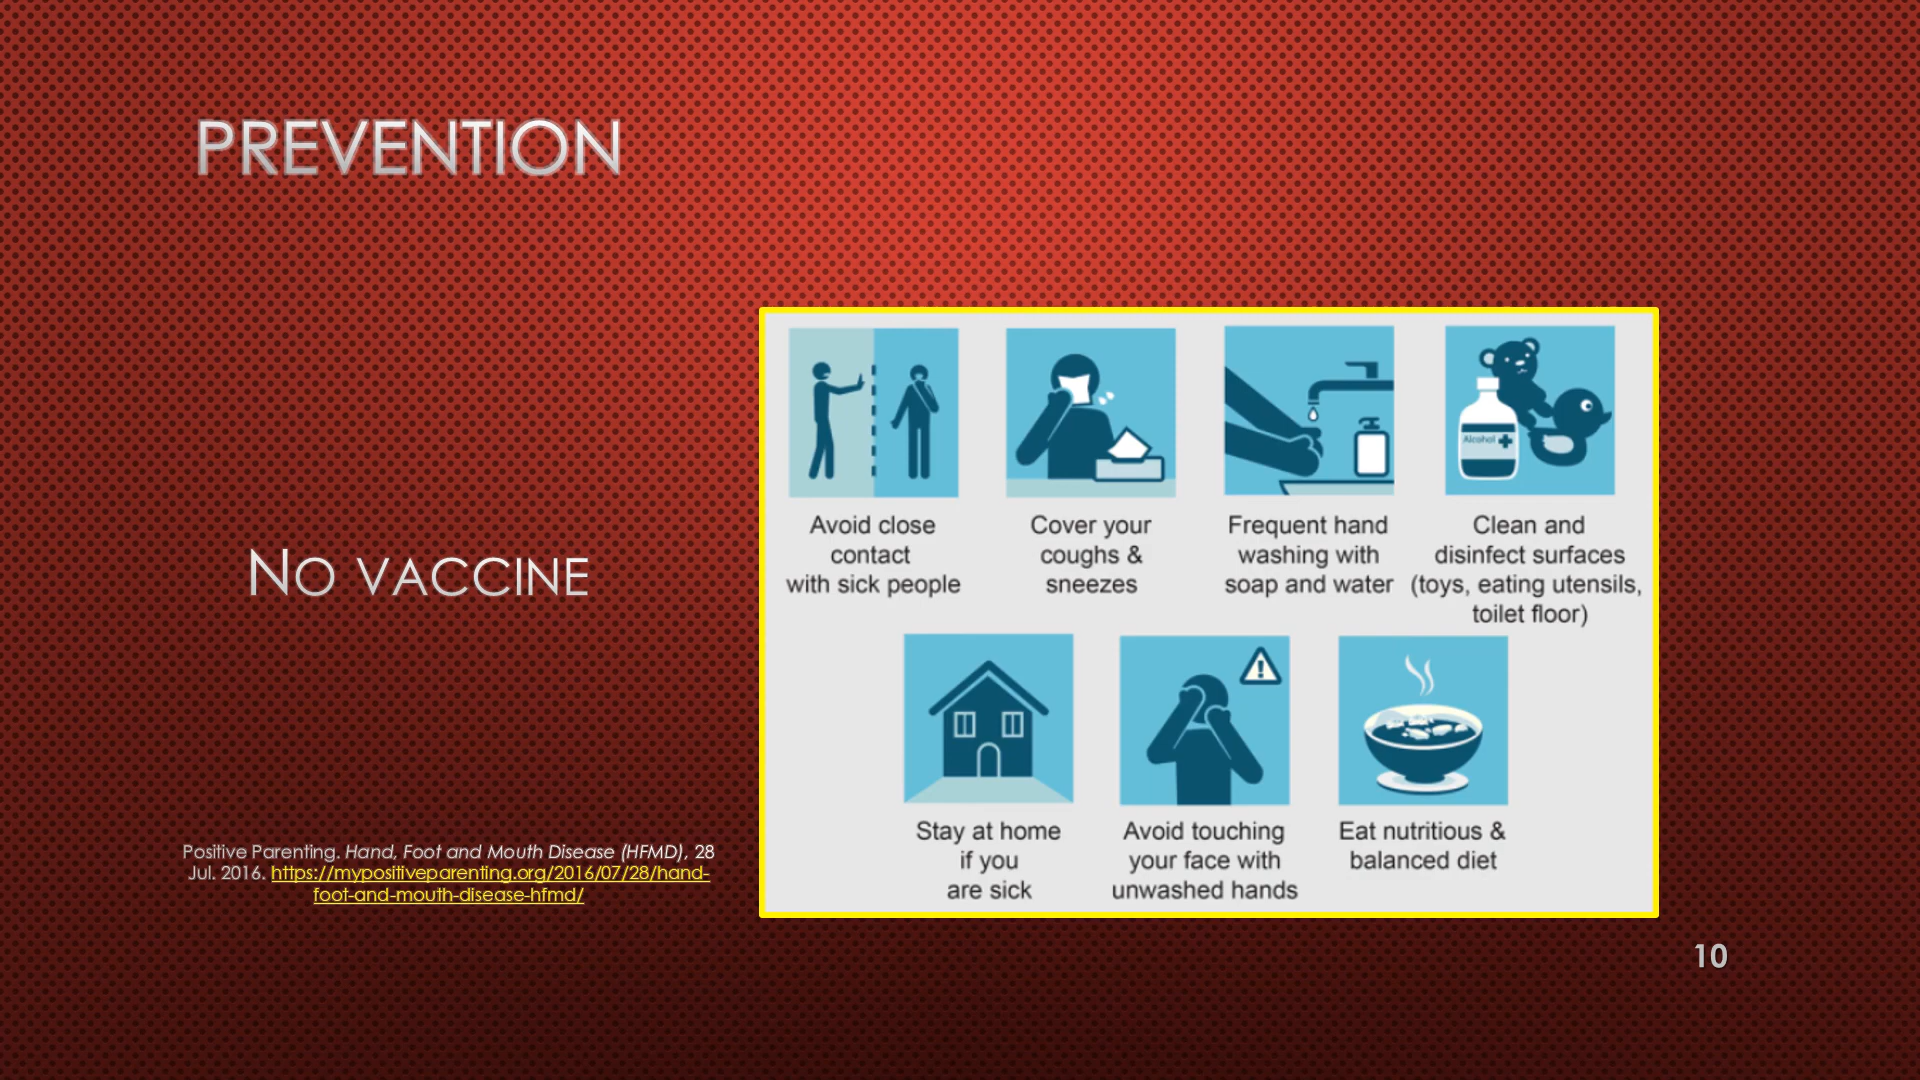 PREVENTION
NO VACCINE
Positive Parenting. Hand, Foot and Mouth Disease (HFMD), 28
Jul. 2016. https://mypositiveparenting.org/2016/07/28/hand-
foot-and-mouth-disease-hfmd/
Alcohol
Avoid close
contact
with sick people
Cover your
coughs &
sneezes
Frequent hand
washing with
soap and water
Clean and
disinfect surfaces
(toys, eating utensils,
toilet floor)
Stay at home
if you
are sick
Avoid touching
your face with
unwashed hands
Eat nutritious &
balanced diet
10